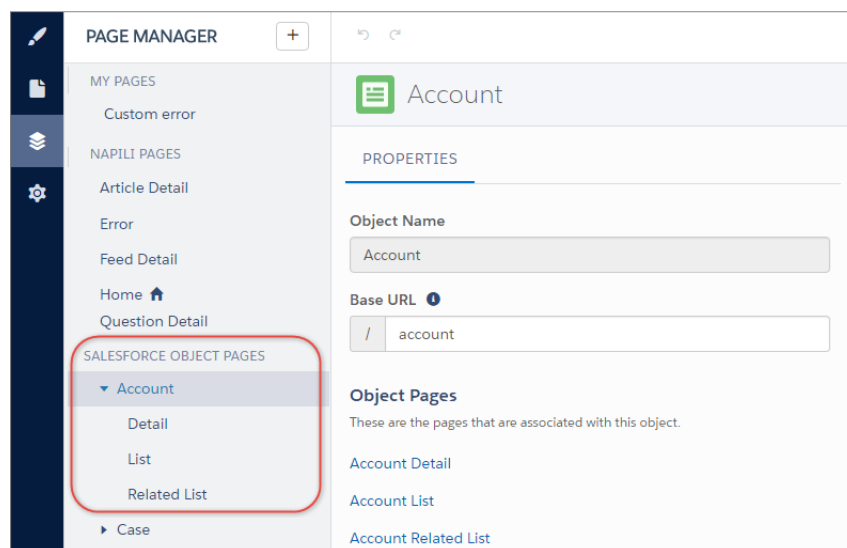 PAGE MANAGER
+
MY PAGES
Custom error
NAPILI PAGES
Article Detail
Error
Feed Detail
Home
Question Detail
SALESFORCE OBJECT PAGES
Account
Detail
List
Related List
Case
Account
PROPERTIES
Object Name
Account
Base URL
/ account
Object Pages
These are the pages that are associated with this object.
Account Detail
Account List
Account Related List